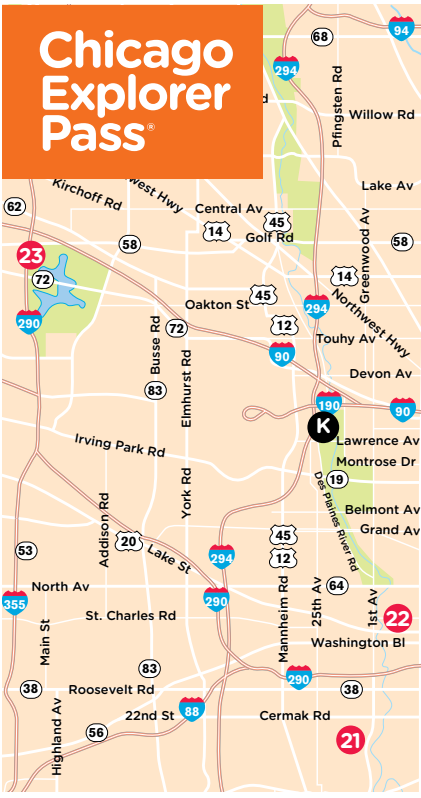 Chicago
Explorer
Pass®
68
94
294
d
Pfingsten Rd
Willow Rd
Kirchoff Rd
west Hwy
Lake Av
62
Central Av
14
45
Golf Rd
58
Greenwood Av
58
23
72
14
Oakton St
45
294
Northwest Hwy
290
72
12
Touhy Av
Busse Rd
Elmhurst Rd
90
Devon Av
83
190
90
K
Lawrence Av
Irving Park Rd
Montrose Dr
19
Des Plaines River Rd
York Rd
Addison Rd
Belmont Av
Grand Av
20
45
53
Lake St
294
12
North Av
355
290
Mannheim Rd
25th Av
64
1st Av
22
St. Charles Rd
Main St
Washington Bl
83
290
38
Roosevelt Rd
38
Highland Av
22nd St
88
Cermak Rd
56
21